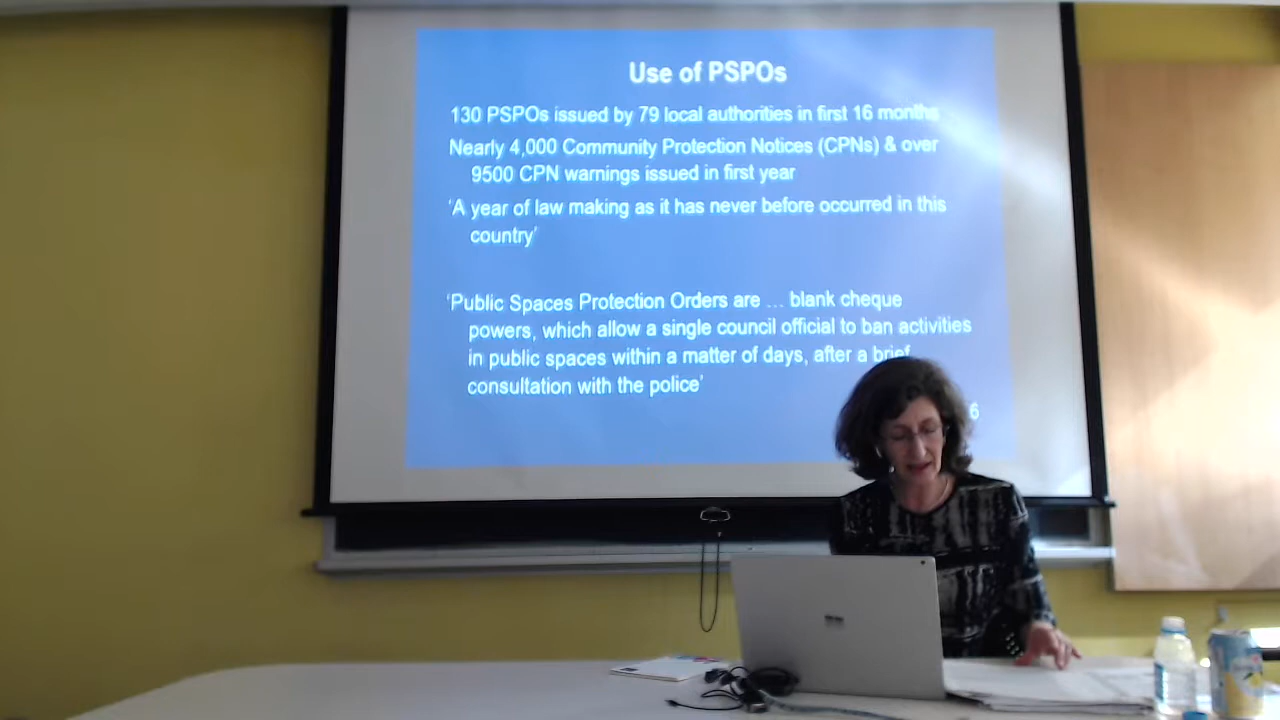 Use of PSPOs
130 PSPOs issued by 79 local authorities in first 16 months
Nearly 4,000 Community Protection Notices (CPNs) & over
9500 CPN warnings issued in first year
'A year of law making as it has never before occurred in this
country'
'Public Spaces Protection Orders are … blank cheque
powers, which allow a single council official to ban activities
in public spaces within a matter of days, after a brief
consultation with the police'
6